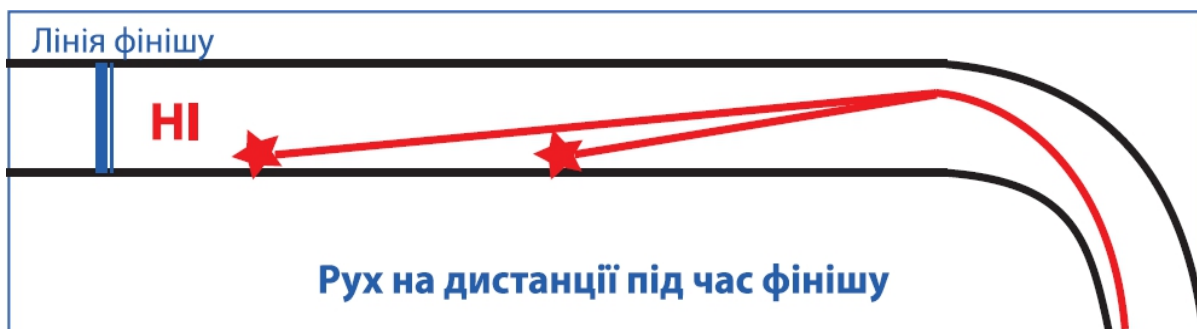 Лінія фінішу
НІ
Рух на дистанції під час фінішу